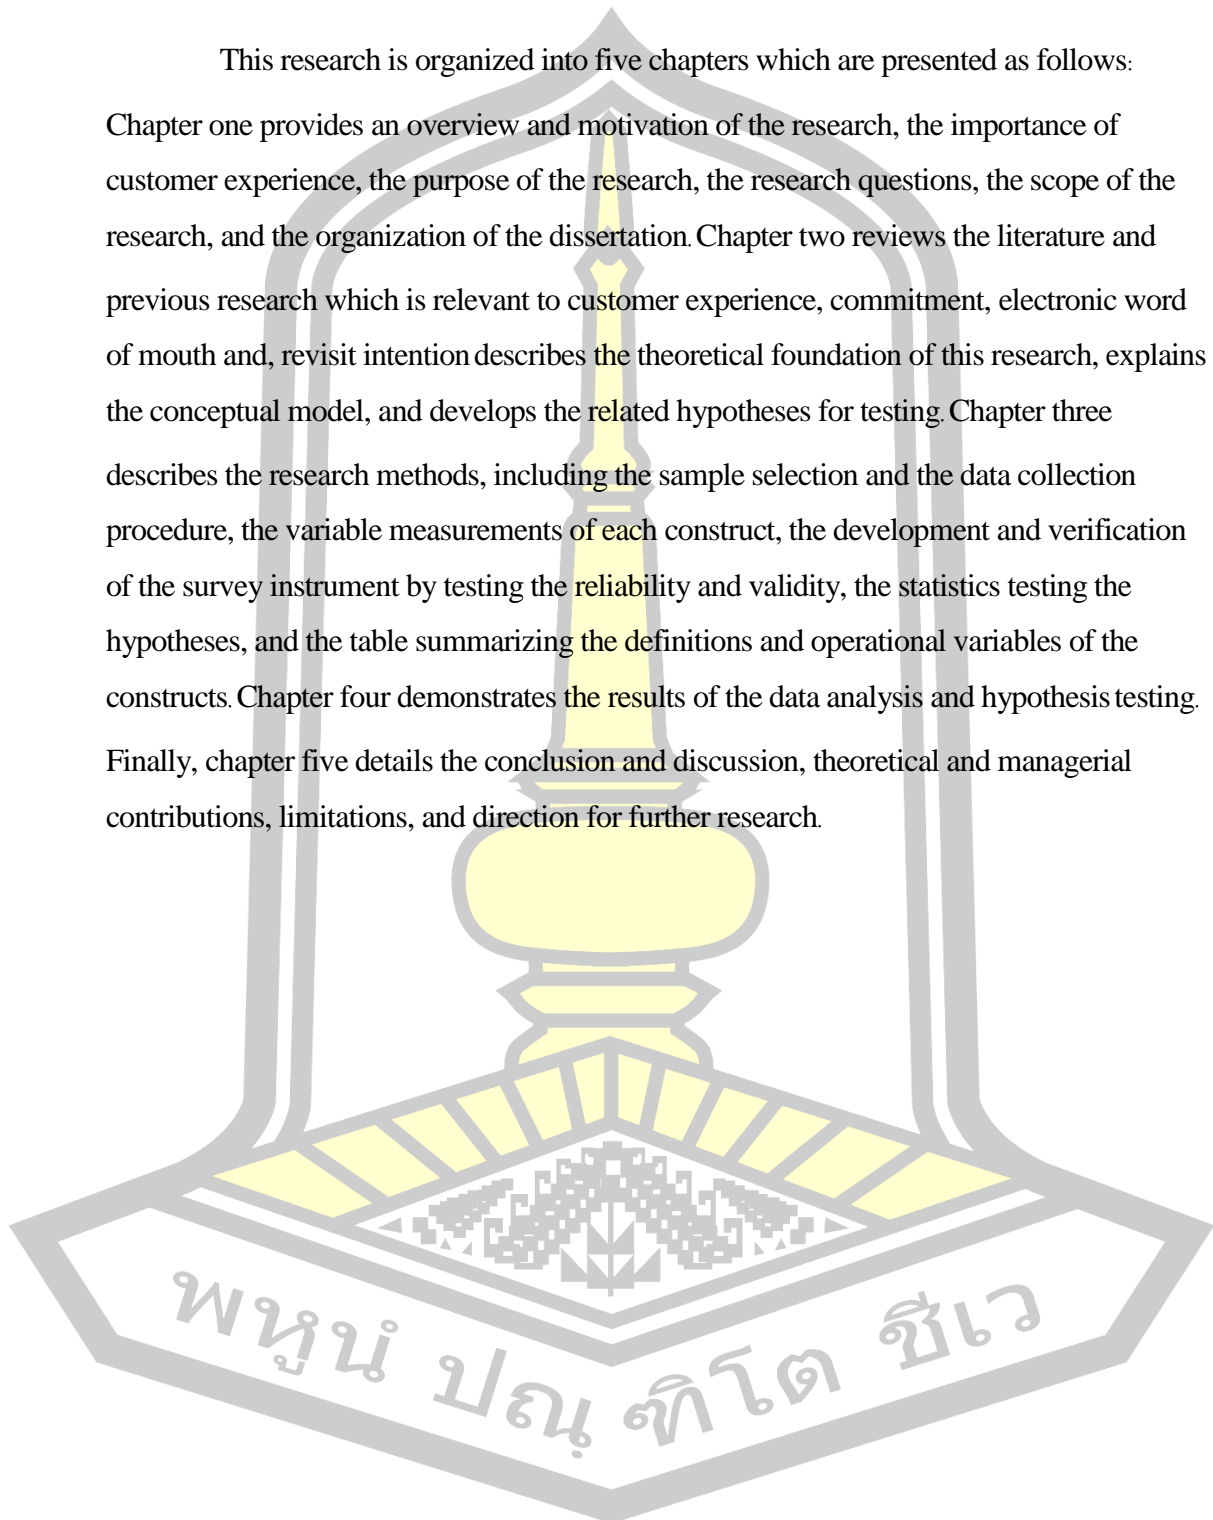 This research is organized into five chapters which are presented as follows:
Chapter one provides an overview and motivation of the research, the importance of
customer experience, the purpose of the research, the research questions, the scope of the
research, and the organization of the dissertation. Chapter two reviews the literature and
previous research which is relevant to customer experience, commitment, electronic word
of mouth and, revisit intention describes the theoretical foundation of this research, explains
the conceptual model, and develops the related hypotheses for testing. Chapter three
describes the research methods, including the sample selection and the data collection
procedure, the variable measurements of each construct, the development and verification
of the survey instrument by testing the reliability and validity, the statistics testing the
hypotheses, and the table summarizing the definitions and operational variables of the
constructs. Chapter four demonstrates the results of the data analysis and hypothesis testing.
Finally, chapter five details the conclusion and discussion, theoretical and managerial
contributions, limitations, and direction for further research.
พหูนํ ปณฺ ฑิโต ชีเว